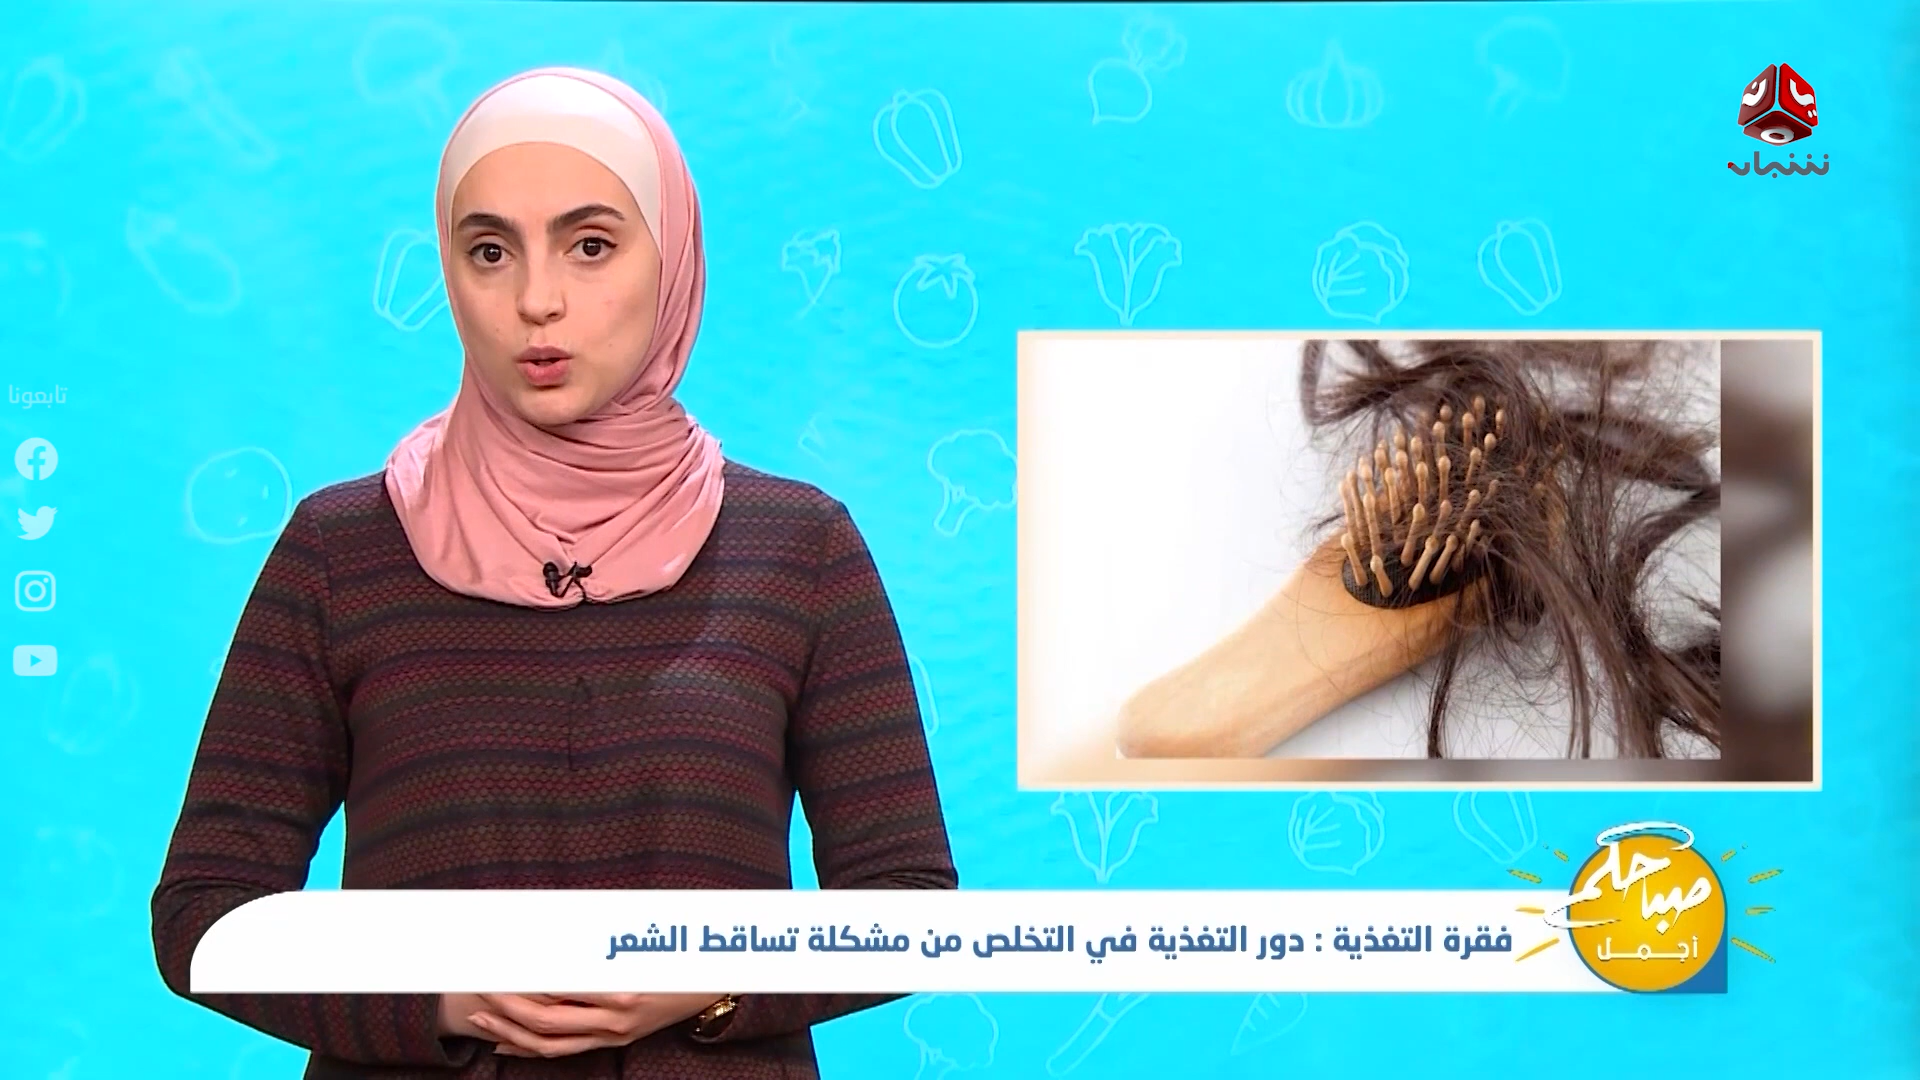 يمن
شباب
تابعونا
صباحكم
أجمل
فقرة التغذية : دور التغذية في التخلص من مشكلة تساقط الشعر